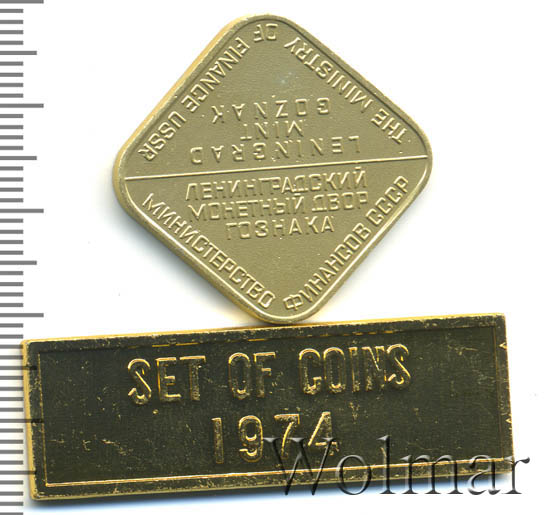 THE MINISTRY OF FINANCE USSR
LENINGRAD
MINT
GOZNAK
ЛЕНИНГРАДСКИЙ
МОНЕТНЫЙ ДВОР
ГОЗНАКА
МИНИСТЕРСТВО ФИНАНСОВ СССР
SET OF COINS
1974
Wolmar